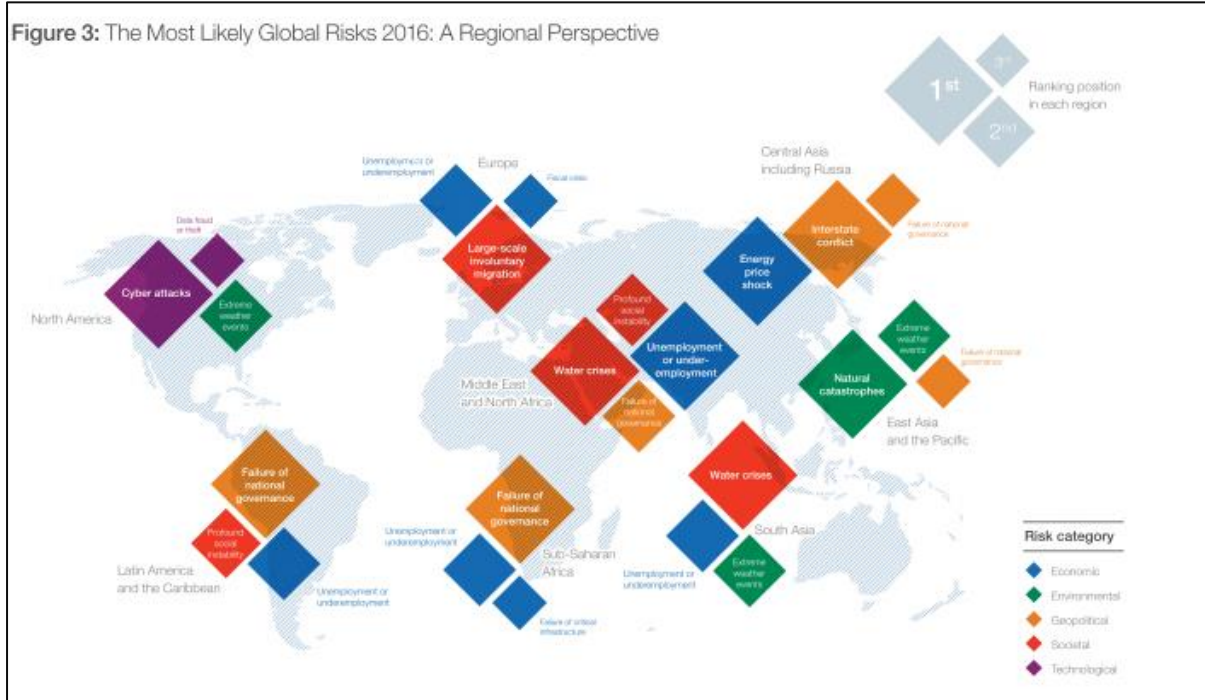 Figure 3: The Most Likely Global Risks 2016: A Regional Perspective
1st
3rd
2nd
Ranking position
in each region
Unemployment or
underemployment
Europe
Fiscal crisis
Large-scale
involuntary
migration
Central Asia
including Russia
Interstate
conflict
Failure of national
governance
Energy
price
shock
Data fraud
or theft
Cyber attacks
Extreme
weather
events
North America
Profound
social
instability
Unemployment
or under-
employment
Water crises
Middle East
and North Africa
Failure of
national
governance
Extreme
weather
events
Failure of national
governance
Natural
catastrophes
East Asia
and the Pacific
Failure of
national
governance
Profound
social
instability
Latin America
and the Caribbean
Unemployment or
underemployment
Failure of
national
governance
Unemployment or
underemployment
Sub-Saharan
Africa
Failure of critical
infrastructure
Water crises
South Asia
Unemployment or
underemployment
Extreme
weather
events
Risk category
Economic
Environmental
Geopolitical
Societal
Technological